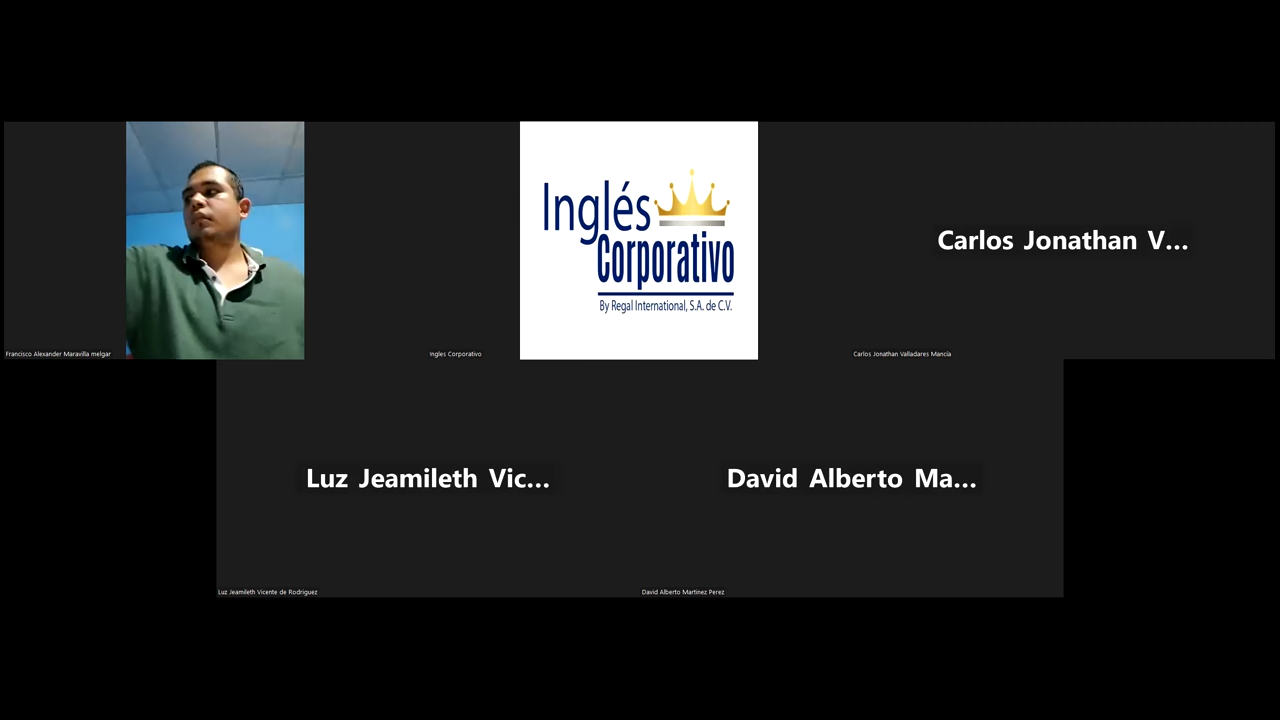 Inglés
Corporativo
By Regal International, S.A. de C.V.
Carlos Jonathan V...
Francisco Alexander Maravilla melgar
Ingles Corporativo
Carlos Jonathan Valladares Mancía
Luz Jeamileth Vic...
David Alberto Ma...
Luz Jeamileth Vicente de Rodriguez
David Alberto Martinez Perez